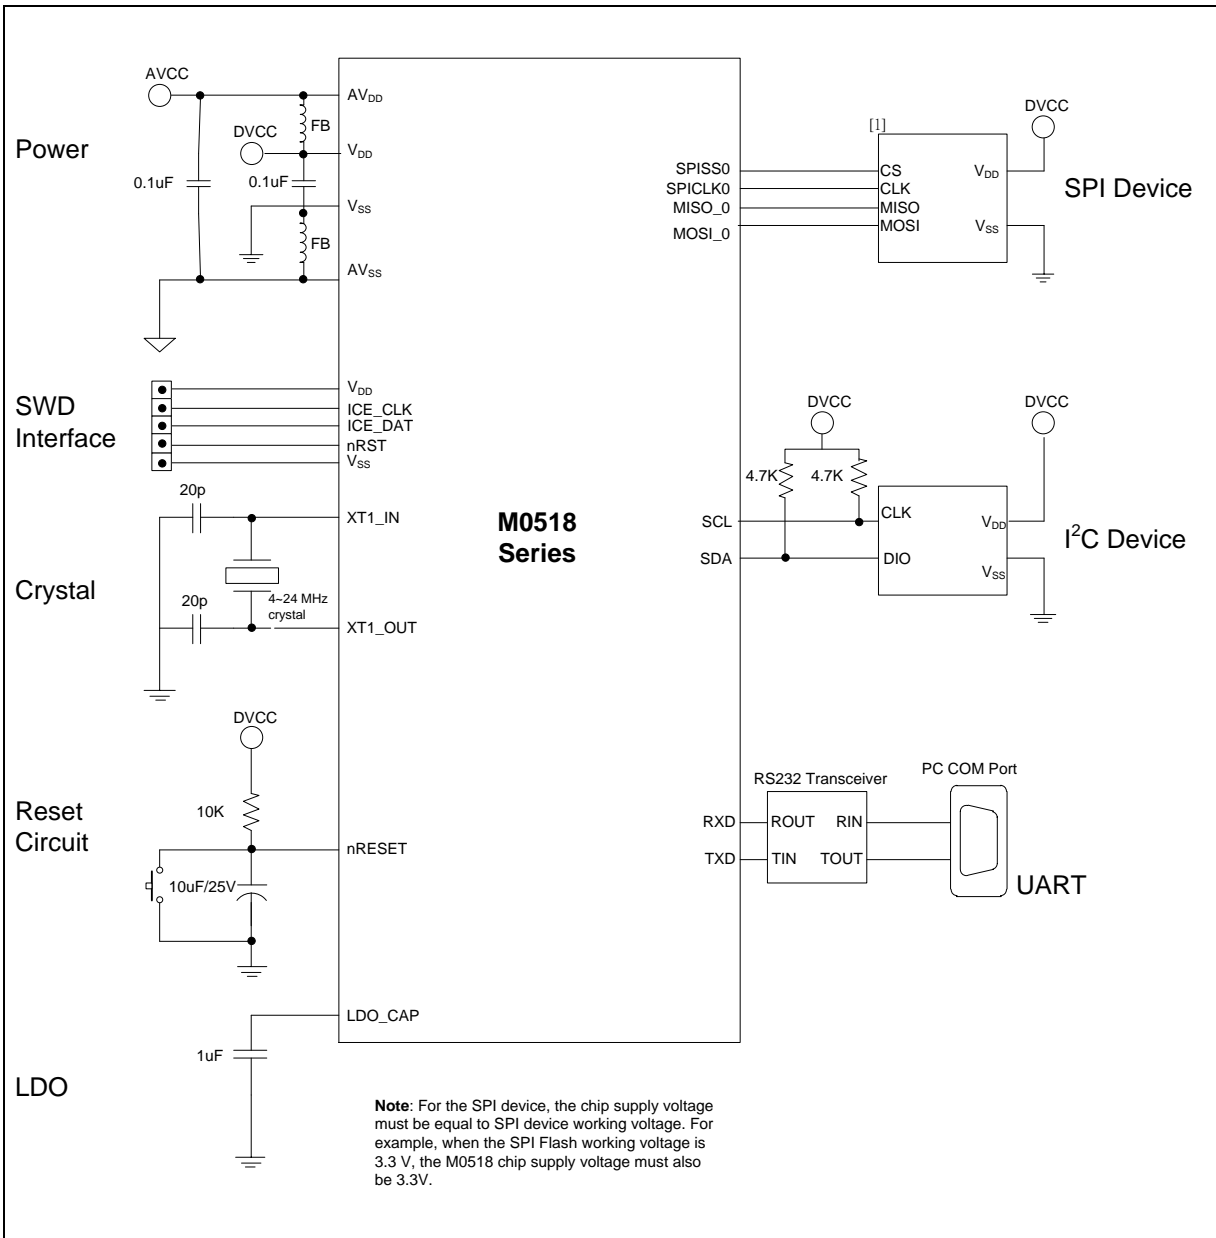 Power
AVCC
DVCC
0.1uF
0.1uF
FB
FB
AVDD
VDD
VSS
AVSS
SWD
Interface
VDD
ICE_CLK
ICE_DAT
nRST
VSS
Crystal
20p
20p
4~24 MHz
crystal
XT1_IN
XT1_OUT
Reset
Circuit
DVCC
10K
10uF/25V
nRESET
LDO
1uF
LDO_CAP
M0518
Series
SPISS0
SPICLK0
MISO_0
MOSI_0
[1]
CS
CLK
MISO
MOSI
VDD
VSS
DVCC
SPI Device
SCL
SDA
DVCC
4.7K
4.7K
CLK
DIO
VDD
VSS
DVCC
I²C Device
RXD
TXD
RS232 Transceiver
ROUT RIN
TIN TOUT
PC COM Port
UART
Note: For the SPI device, the chip supply voltage
must be equal to SPI device working voltage. For
example, when the SPI Flash working voltage is
3.3 V, the M0518 chip supply voltage must also
be 3.3V.